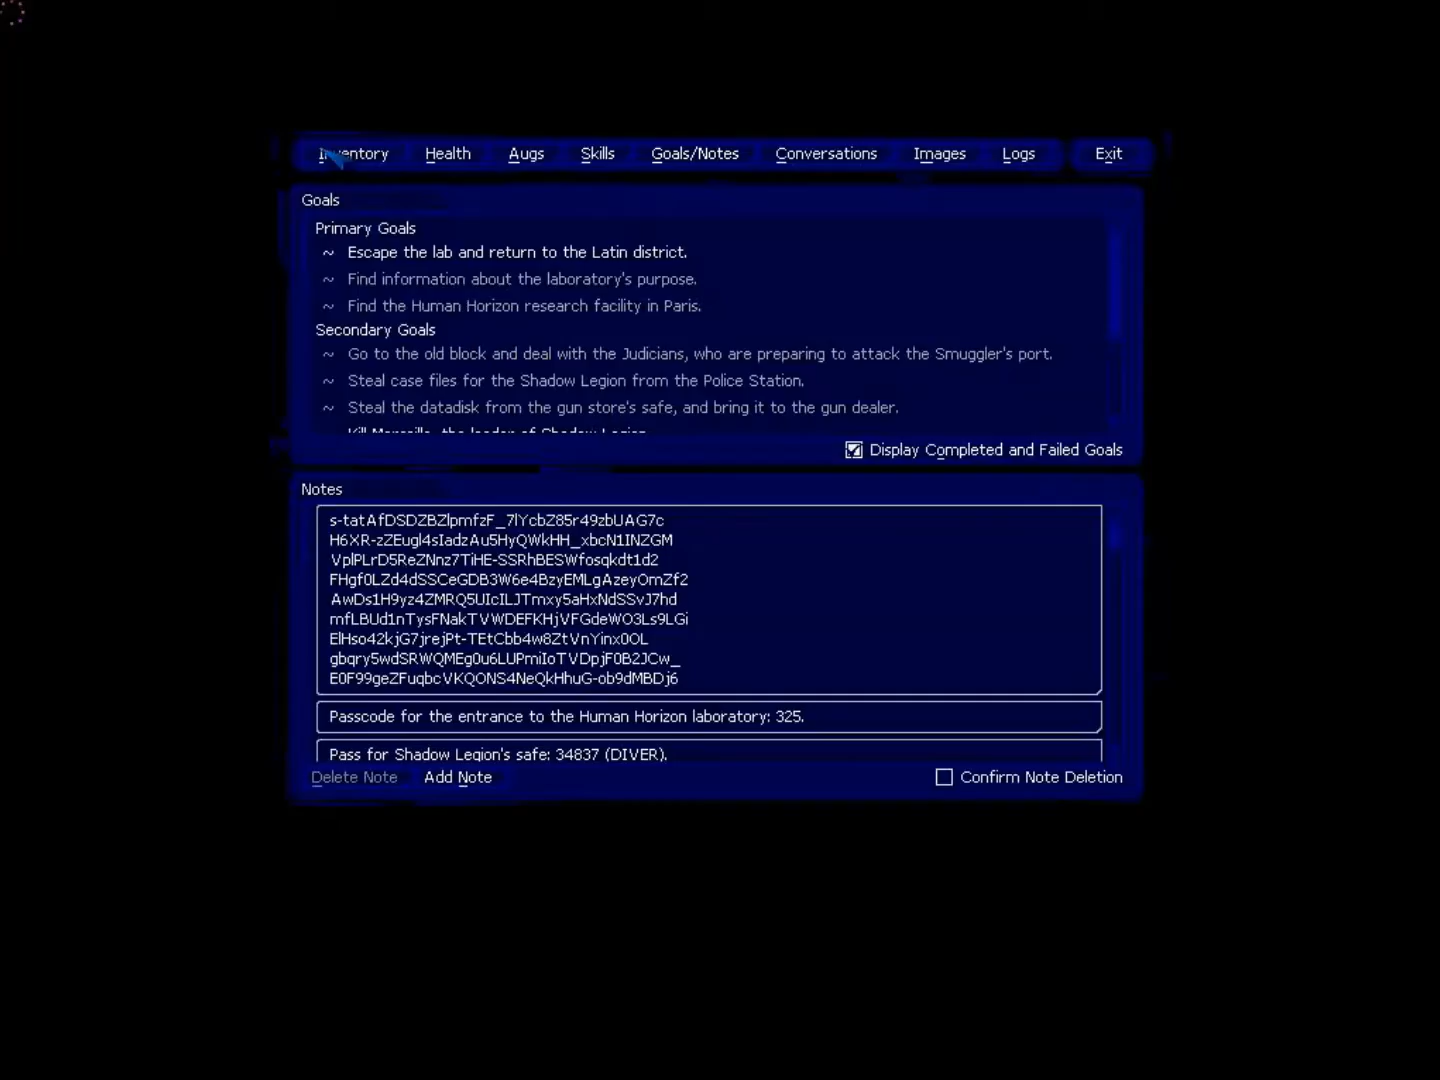 Inventory Health Augs Skills Goals/Notes Conversations Images Logs Exit
Goals
Primary Goals
~ Escape the lab and return to the Latin district.
~ Find information about the laboratory's purpose.
~ Find the Human Horizon research facility in Paris.
Secondary Goals
~ Go to the old block and deal with the Judicians, who are preparing to attack the Smuggler's port.
~ Steal case files for the Shadow Legion from the Police Station.
~ Steal the datadisk from the gun store's safe, and bring it to the gun dealer.
the leader of Shadow Legion
Display Completed and Failed Goals
Notes
s-tatAfDSDZBZlpmfzF_7lYcbZ85r49zbUAG7c
H6XR-zZEugl4sIadzAu5HyQWkHH_xbcN1INZGM
VplPLrD5ReZNnz7TiHE-SSRhBESWfosqkdt1d2
FHgf0LZd4dSSCeGDB3W6e4BzyEMLgAzeyOmZf2
AwDs1H9yz4ZMRQ5UIcILJTmxy5aHxNdSSvJ7hd
mfLBUd1nTysFNakTVWDEFKHjVFGdeWO3Ls9LGi
ElHso42kjG7jrejPt-TEtCbb4w8ZtVnYinx0OL
gbqry5wdSRWQMEg0u6LUPmiIoTVDpjF0B2JCw_
E0F99geZFuqbcVKQONS4NeQkHhuG-ob9dMBDj6
Passcode for the entrance to the Human Horizon laboratory: 325.
Pass for Shadow Legion's safe: 34837 (DIVER).
Delete Note Add Note Confirm Note Deletion